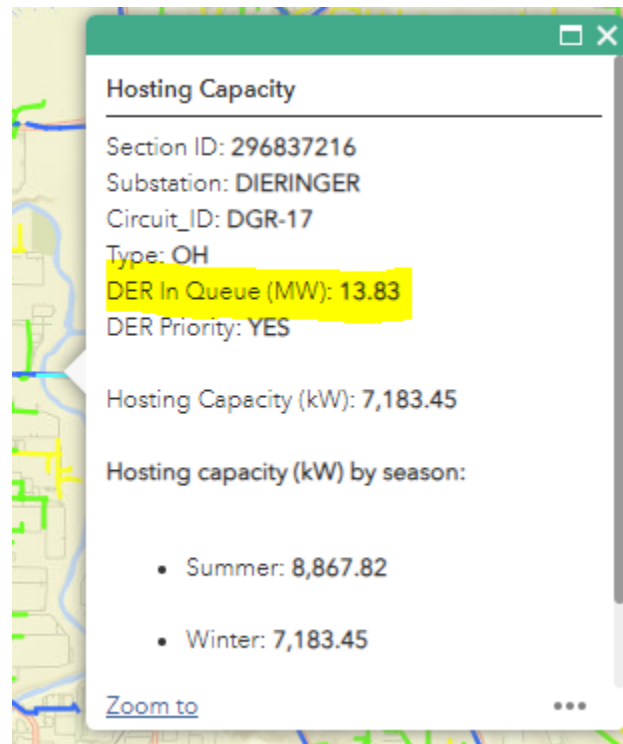 Hosting Capacity
Section ID: 296837216
Substation: DIERINGER
Circuit_ID: DGR-17
Type: OH
DER In Queue (MW): 13.83
DER Priority: YES
Hosting Capacity (kW): 7,183.45
Hosting capacity (kW) by season:
• Summer: 8,867.82
• Winter: 7,183.45
Zoom to